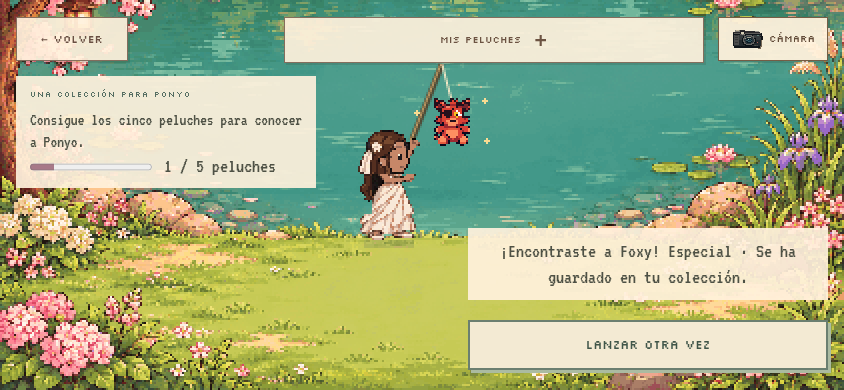 ← VOLVER
MIS PELUCHES +
CÁMARA
UNA COLECCIÓN PARA PONYO
Consigue los cinco peluches para conocer
a Ponyo.
1 / 5 peluches
¡Encontraste a Foxy! Especial · Se ha
guardado en tu colección.
LANZAR OTRA VEZ